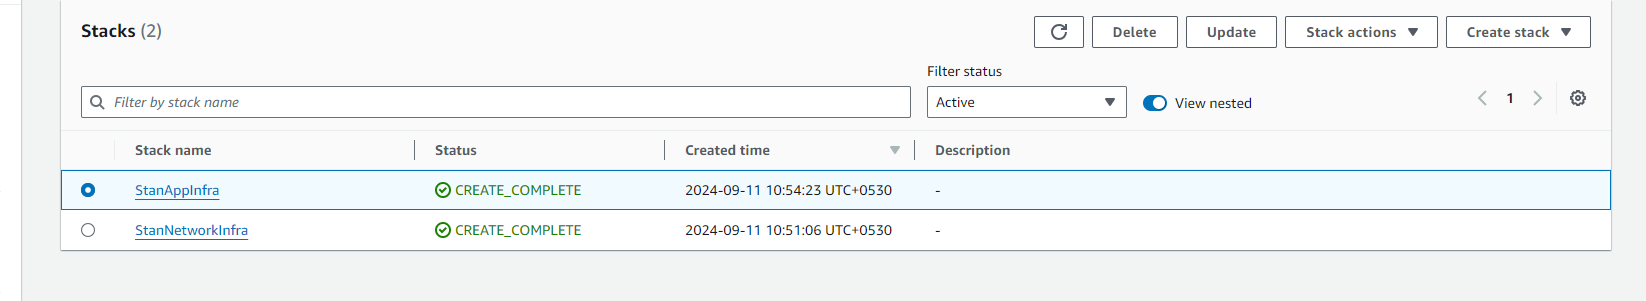 Stacks (2)
Delete
Update
Stack actions
Create stack
Filter status
Filter by stack name
Active
View nested
1
Stack name Status Created time Description
StanAppInfra CREATE_COMPLETE 2024-09-11 10:54:23 UTC+0530 -
StanNetworkInfra CREATE_COMPLETE 2024-09-11 10:51:06 UTC+0530 -